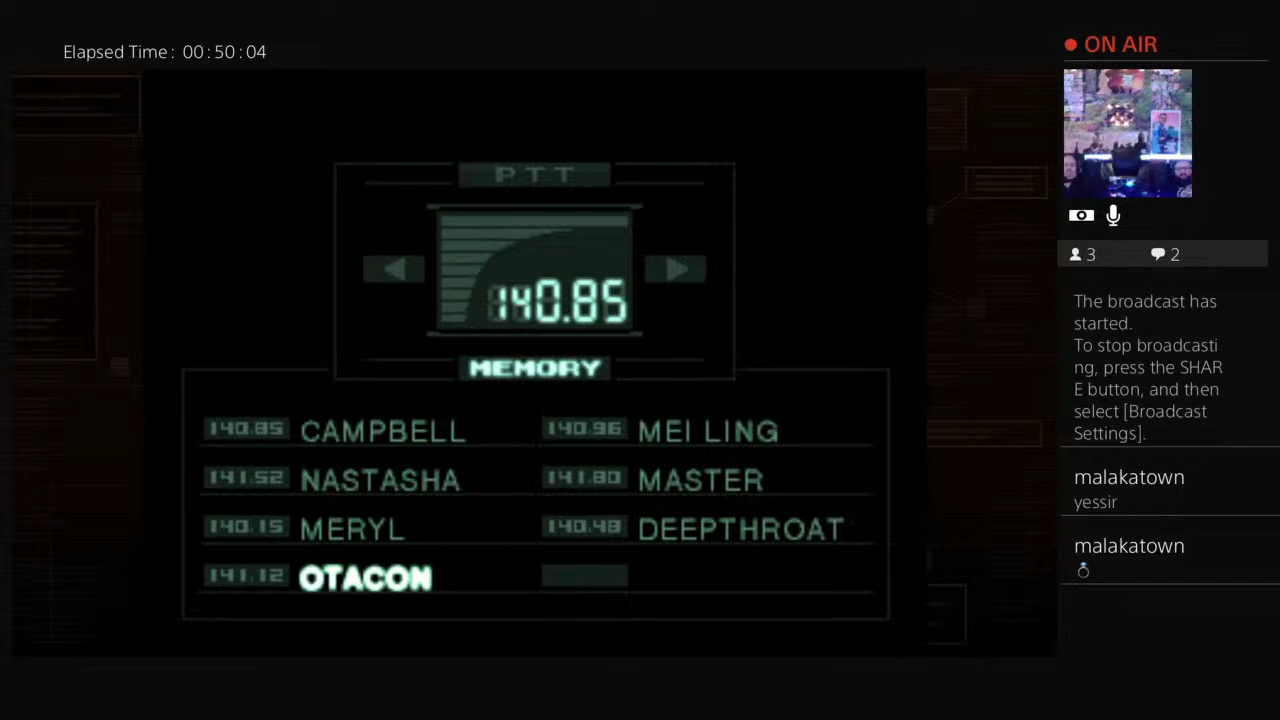 Elapsed Time: 00:50:04
ON AIR
PTT
140.85
MEMORY
140.85 CAMPBELL
140.96 MEI LING
141.52 NASTASHA
141.80 MASTER
140.15 MERYL
140.48 DEEPTHROAT
141.12 OTACON
3
2
The broadcast has
started.
To stop broadcasti
ng, press the SHAR
E button, and then
select [Broadcast
Settings].
malakatown
yessir
malakatown
💍